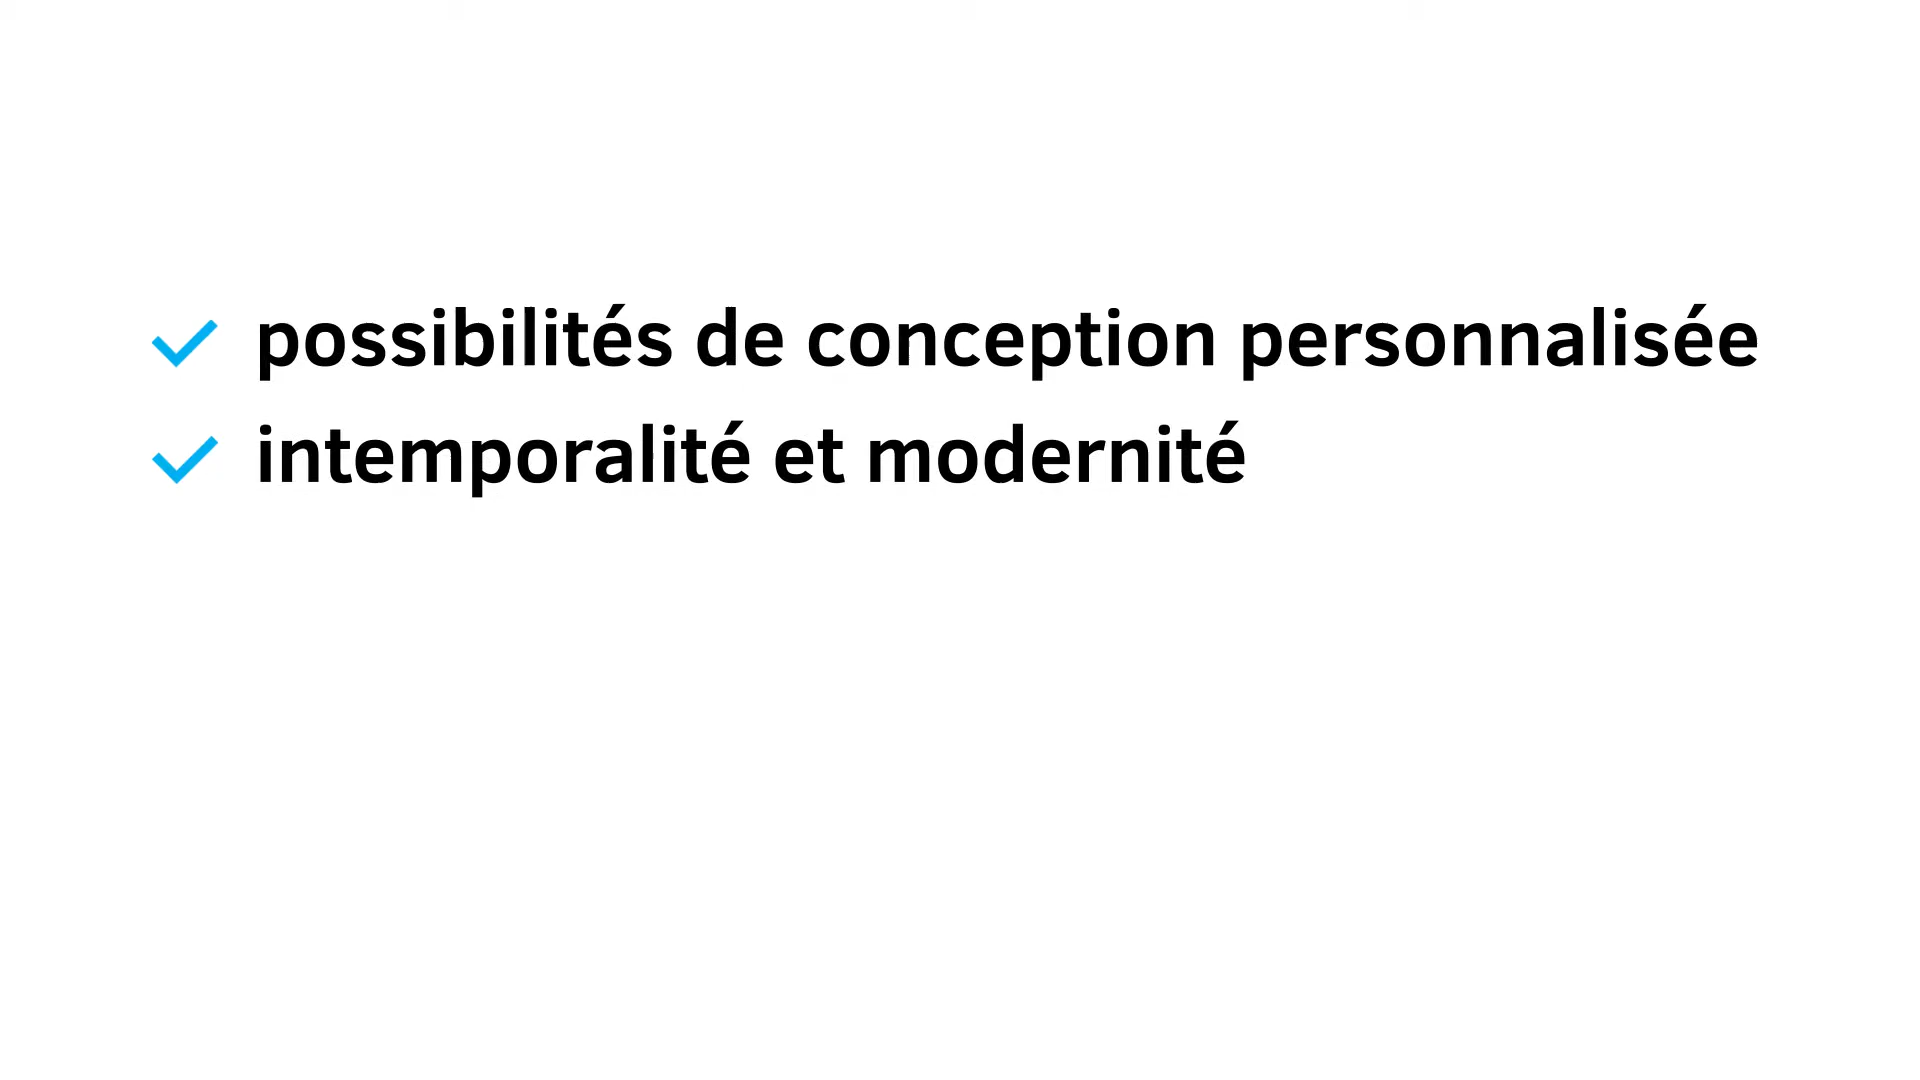 possibilités de conception personnalisée
intemporalité et modernité